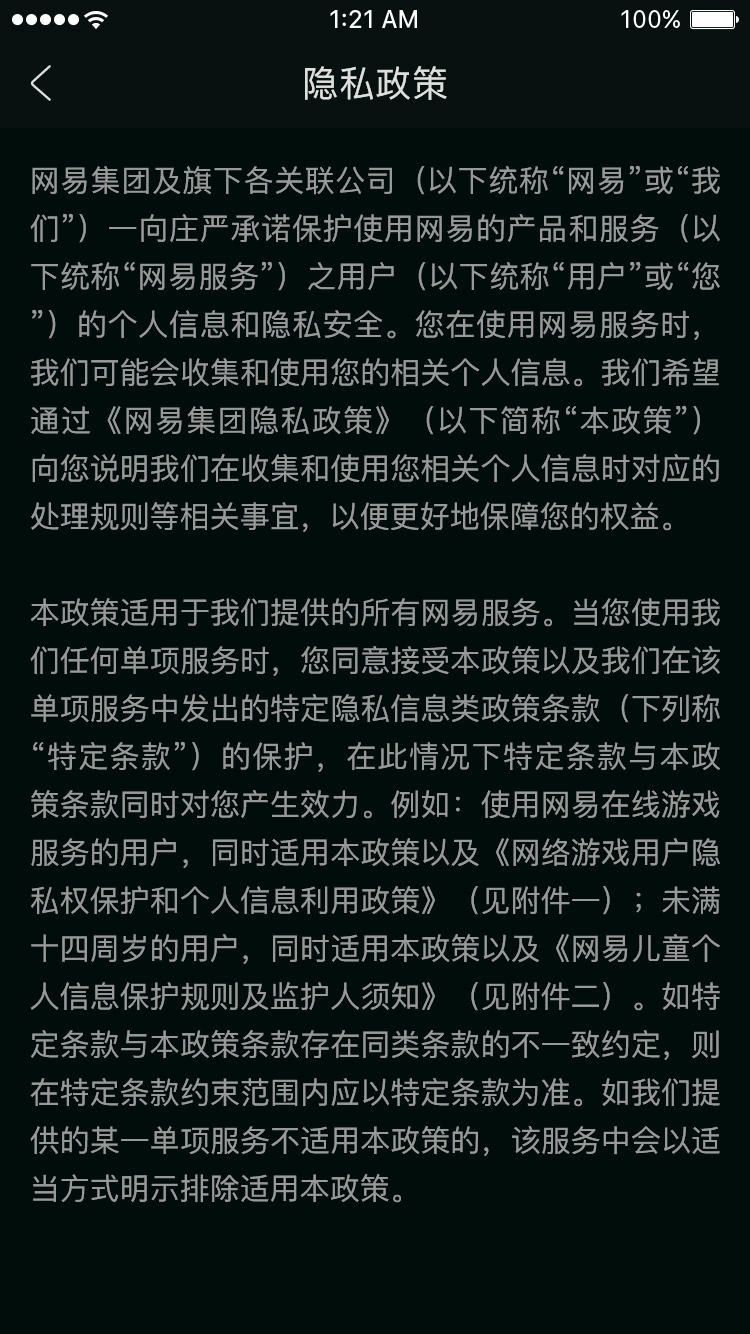 1:21 AM
100%
隐私政策
网易集团及旗下各关联公司（以下统称“网易”或“我
们”）一向庄严承诺保护使用网易的产品和服务（以
下统称“网易服务”）之用户（以下统称“用户”或“您
”）的个人信息和隐私安全。您在使用网易服务时，
我们可能会收集和使用您的相关个人信息。我们希望
通过《网易集团隐私政策》（以下简称“本政策”）
向您说明我们在收集和使用您相关个人信息时对应的
处理规则等相关事宜，以便更好地保障您的权益。
本政策适用于我们提供的所有网易服务。当您使用我
们任何单项服务时，您同意接受本政策以及我们在该
单项服务中发出的特定隐私信息类政策条款（下列称
“特定条款”）的保护，在此情况下特定条款与本政
策条款同时对您产生效力。例如：使用网易在线游戏
服务的用户，同时适用本政策以及《网络游戏用户隐
私权保护和个人信息利用政策》（见附件一）；未满
十四周岁的用户，同时适用本政策以及《网易儿童个
人信息保护规则及监护人须知》（见附件二）。如特
定条款与本政策条款存在同类条款的不一致约定，则
在特定条款约束范围内应以特定条款为准。如我们提
供的某一单项服务不适用本政策的，该服务中会以适
当方式明示排除适用本政策。